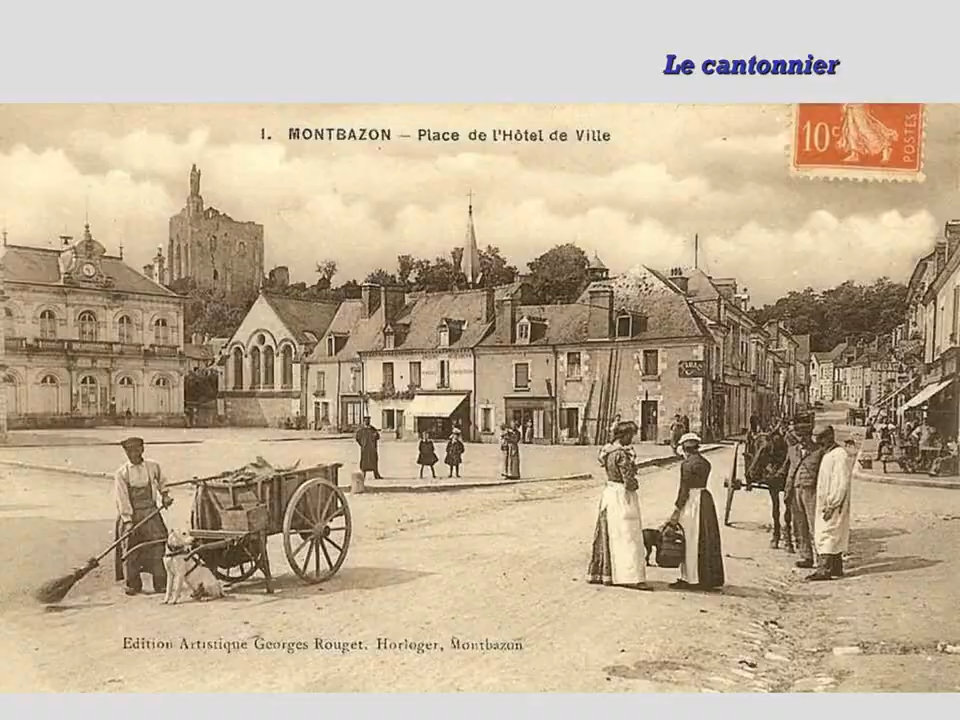 Le cantonnier
1. MONTBAZON — Place de l'Hôtel de Ville
10c
POSTES
Edition Artistique Georges Rouget, Horloger, Montbazon